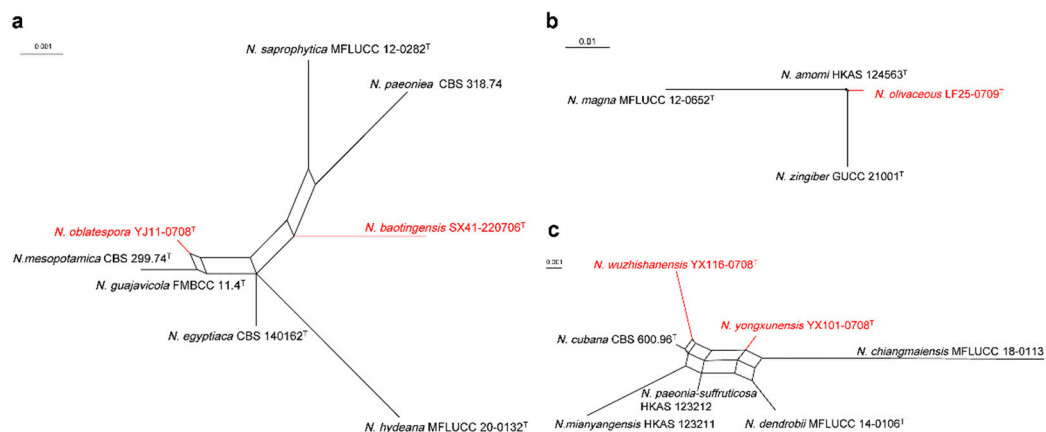 a
0.001
N. saprophytica MFLUCC 12-0282ᵀ
N. paeoniea CBS 318.74
N. oblatespora YJ11-0708ᵀ
N. baotingensis SX41-220706ᵀ
N.mesopotamica CBS 299.74ᵀ
N. guajavicola FMBCC 11.4ᵀ
N. egyptiaca CBS 140162ᵀ
N. hydeana MFLUCC 20-0132ᵀ
b
0.01
N. amomi HKAS 124563ᵀ
N. magna MFLUCC 12-0652ᵀ
N. olivaceous LF25-0709ᵀ
N. zingiber GUCC 21001ᵀ
c
0.001
N. wuzhishanensis YX116-0708ᵀ
N. yongxunensis YX101-0708ᵀ
N. cubana CBS 600.96ᵀ
N. chiangmaiensis MFLUCC 18-0113
N. paeonia-suffruticosa
HKAS 123212
N.mianyangensis HKAS 123211
N. dendrobii MFLUCC 14-0106ᵀ